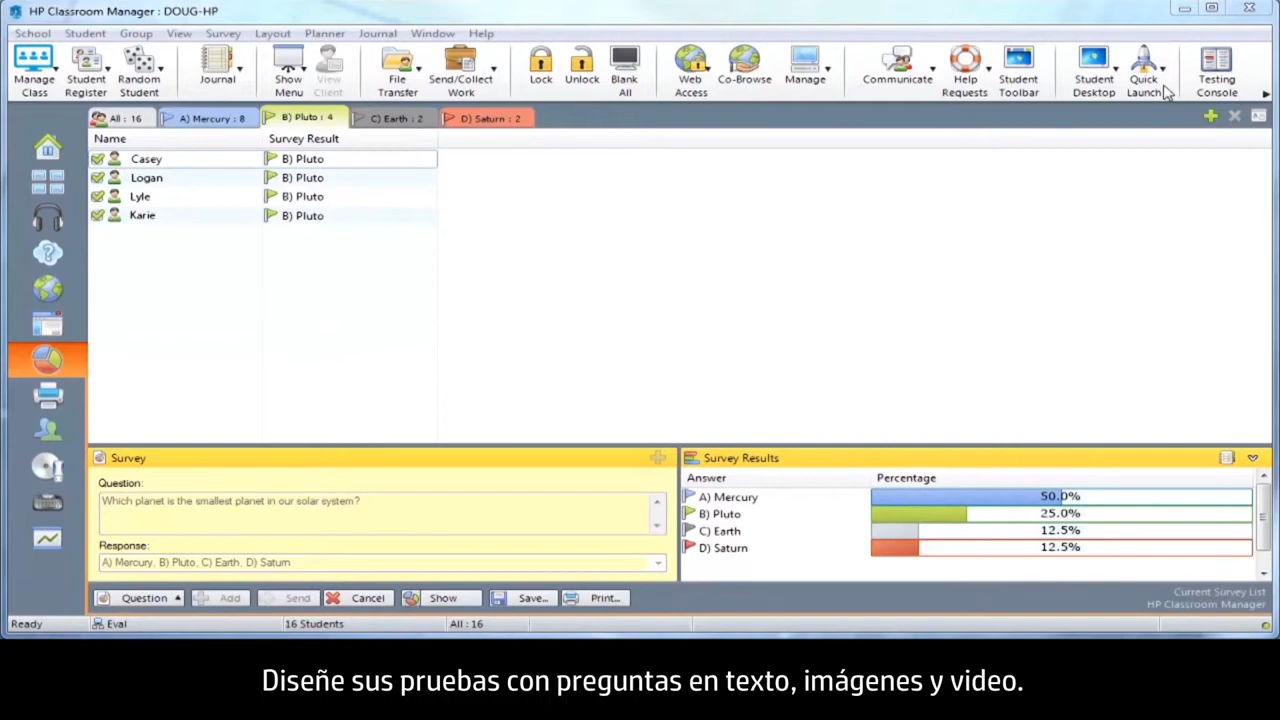 HP Classroom Manager : DOUG-HP
School Student Group View Survey Layout Planner Journal Window Help
Manage Class
Student Register
Random Student
Journal
Show Menu
View Client
File Transfer
Send/Collect Work
Lock
Unlock
Blank All
Web Access
Co-Browse
Manage
Communicate
Help Requests
Student Toolbar
Student Desktop
Quick Launch
Testing Console
All : 16 A) Mercury : 8 B) Pluto : 4 C) Earth : 2 D) Saturn : 2
Name Survey Result
Casey B) Pluto
Logan B) Pluto
Lyle B) Pluto
Karie B) Pluto
Survey
Question:
Which planet is the smallest planet in our solar system?
Response:
A) Mercury, B) Pluto, C) Earth, D) Saturn
Survey Results
Answer Percentage
A) Mercury 50.0%
B) Pluto 25.0%
C) Earth 12.5%
D) Saturn 12.5%
Question Add Send Cancel Show Save... Print...
Current Survey List
HP Classroom Manager
Ready Eval 16 Students All : 16
Diseñe sus pruebas con preguntas en texto, imágenes y video.